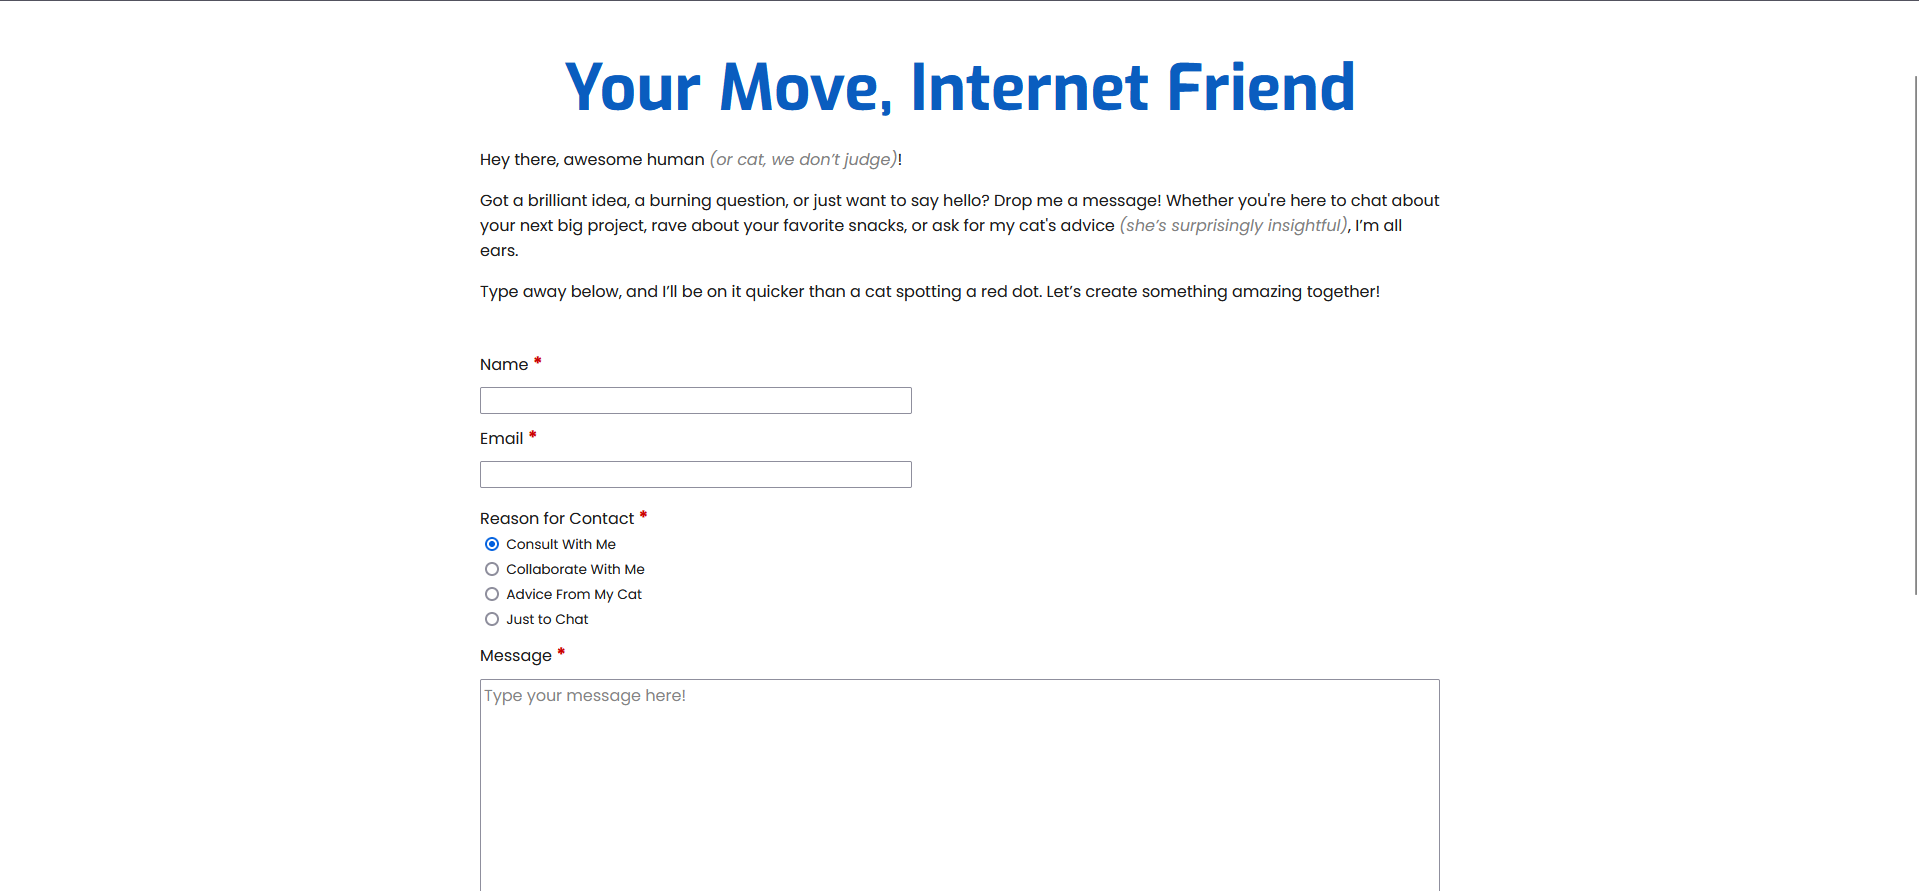 Your Move, Internet Friend
Hey there, awesome human (or cat, we don’t judge)!
Got a brilliant idea, a burning question, or just want to say hello? Drop me a message! Whether you're here to chat about
your next big project, rave about your favorite snacks, or ask for my cat's advice (she’s surprisingly insightful), I’m all
ears.
Type away below, and I’ll be on it quicker than a cat spotting a red dot. Let’s create something amazing together!
Name *
Email *
Reason for Contact *
Consult With Me
Collaborate With Me
Advice From My Cat
Just to Chat
Message *
Type your message here!